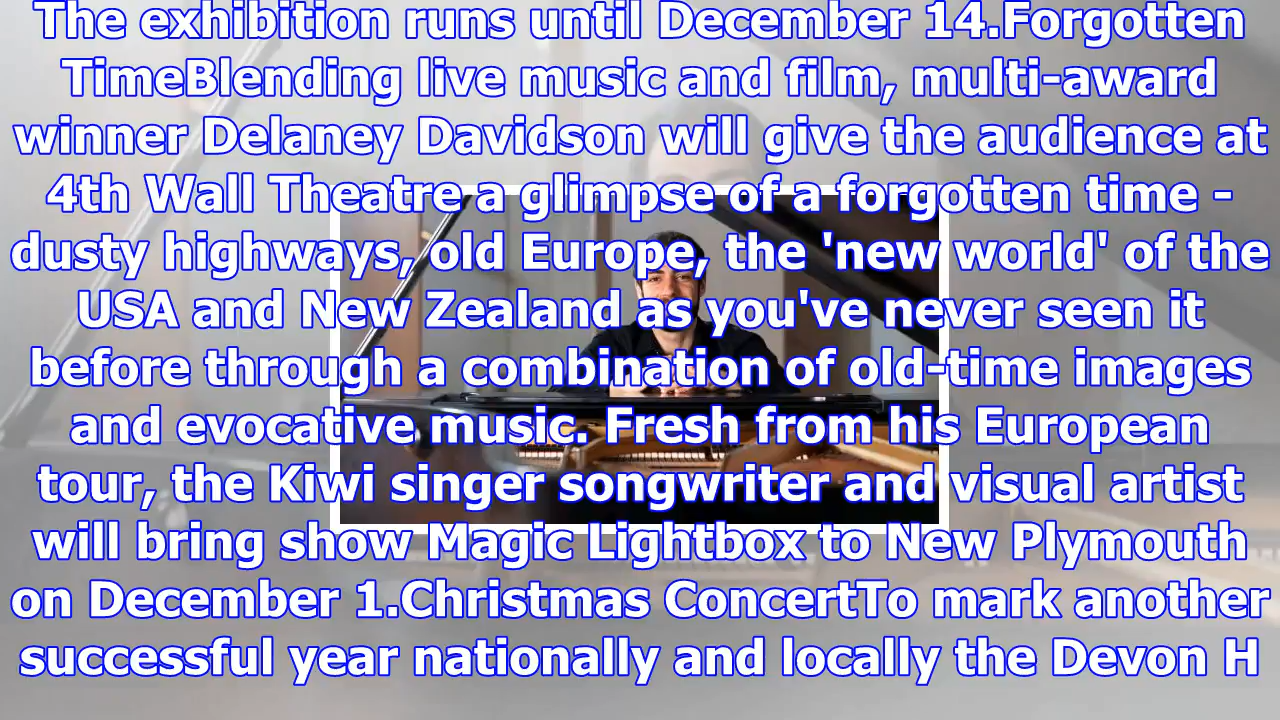 The exhibition runs until December 14.Forgotten
TimeBlending live music and film, multi-award
winner Delaney Davidson will give the audience at
4th Wall Theatre a glimpse of a forgotten time -
dusty highways, old Europe, the 'new world' of the
USA and New Zealand as you've never seen it
before through a combination of old-time images
and evocative music. Fresh from his European
tour, the Kiwi singer songwriter and visual artist
will bring show Magic Lightbox to New Plymouth
on December 1.Christmas ConcertTo mark another
successful year nationally and locally the Devon H